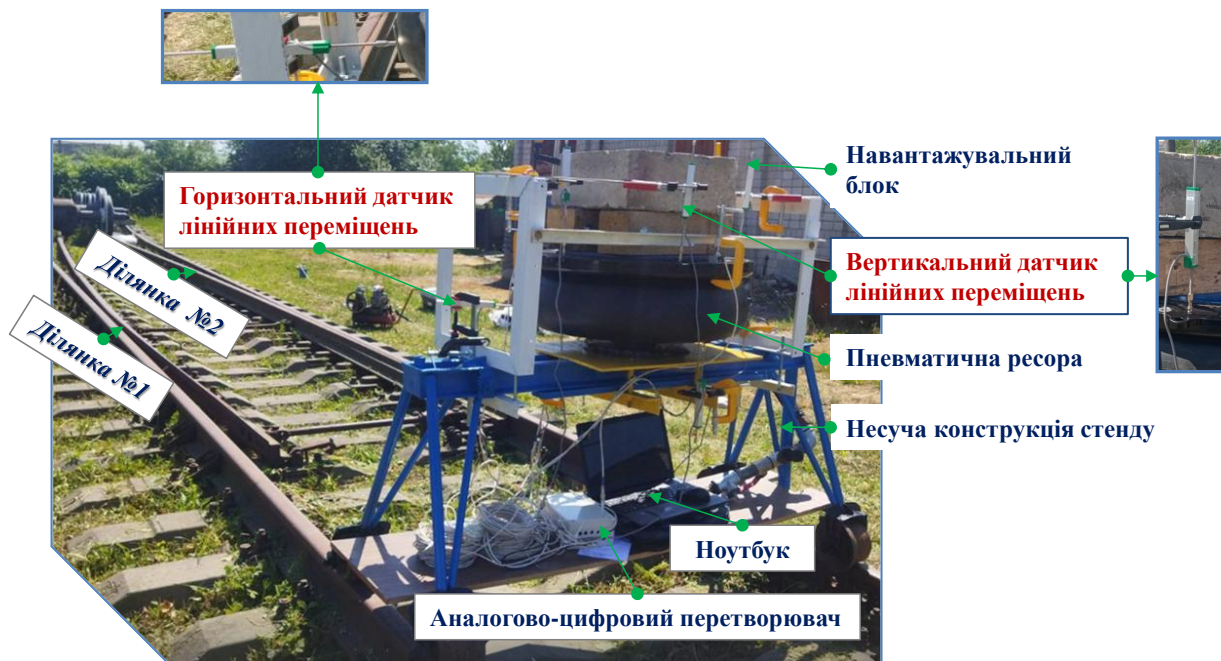 Горизонтальний датчик
лінійних переміщень
Навантажувальний
блок
Вертикальний датчик
лінійних переміщень
Ділянка №2
Ділянка №1
Пневматична ресора
Несуча конструкція стенду
Ноутбук
Аналогово-цифровий перетворювач